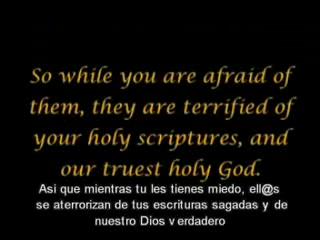 So while you are afraid of
them, they are terrified of
your holy scriptures, and
our truest holy God.
Asi que mientras tu les tienes miedo, ell@s
se aterrorizan de tus escrituras sagadas y de
nuestro Dios v erdadero